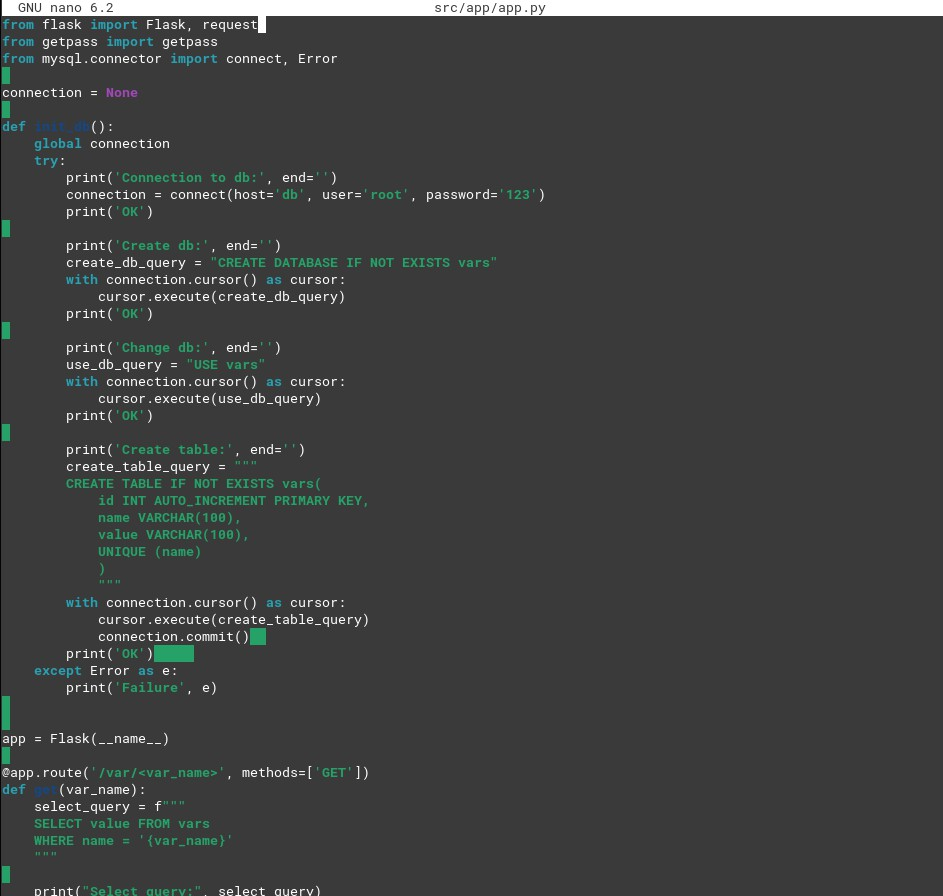 GNU nano 6.2 src/app/app.py
from flask import Flask, request
from getpass import getpass
from mysql.connector import connect, Error
connection = None
def init_db():
    global connection
    try:
        print('Connection to db:', end='')
        connection = connect(host='db', user='root', password='123')
        print('OK')
        print('Create db:', end='')
        create_db_query = "CREATE DATABASE IF NOT EXISTS vars"
        with connection.cursor() as cursor:
            cursor.execute(create_db_query)
        print('OK')
        print('Change db:', end='')
        use_db_query = "USE vars"
        with connection.cursor() as cursor:
            cursor.execute(use_db_query)
        print('OK')
        print('Create table:', end='')
        create_table_query = """
        CREATE TABLE IF NOT EXISTS vars(
            id INT AUTO_INCREMENT PRIMARY KEY,
            name VARCHAR(100),
            value VARCHAR(100),
            UNIQUE (name)
            )
            """
        with connection.cursor() as cursor:
            cursor.execute(create_table_query)
            connection.commit()
        print('OK')
    except Error as e:
        print('Failure', e)
app = Flask(__name__)
@app.route('/var/<var_name>', methods=['GET'])
def get(var_name):
    select_query = f"""
    SELECT value FROM vars
    WHERE name = '{var_name}'
    """
    print("Select query:", select_query)